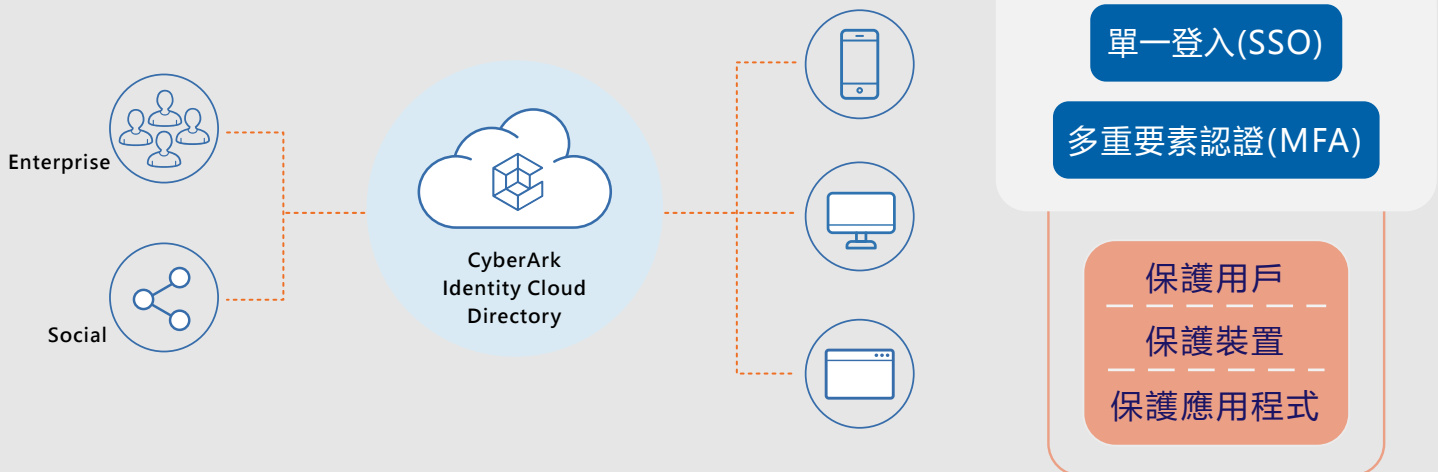 Enterprise
Social
CyberArk
Identity Cloud
Directory
單一登入(SSO)
多重要素認證(MFA)
保護用戶
保護裝置
保護應用程式